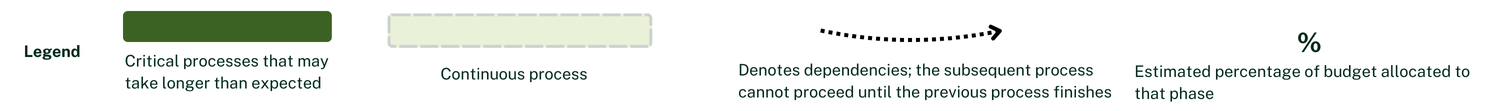 Legend
Critical processes that may
take longer than expected
Continuous process
Denotes dependencies; the subsequent process
cannot proceed until the previous process finishes
%
Estimated percentage of budget allocated to
that phase